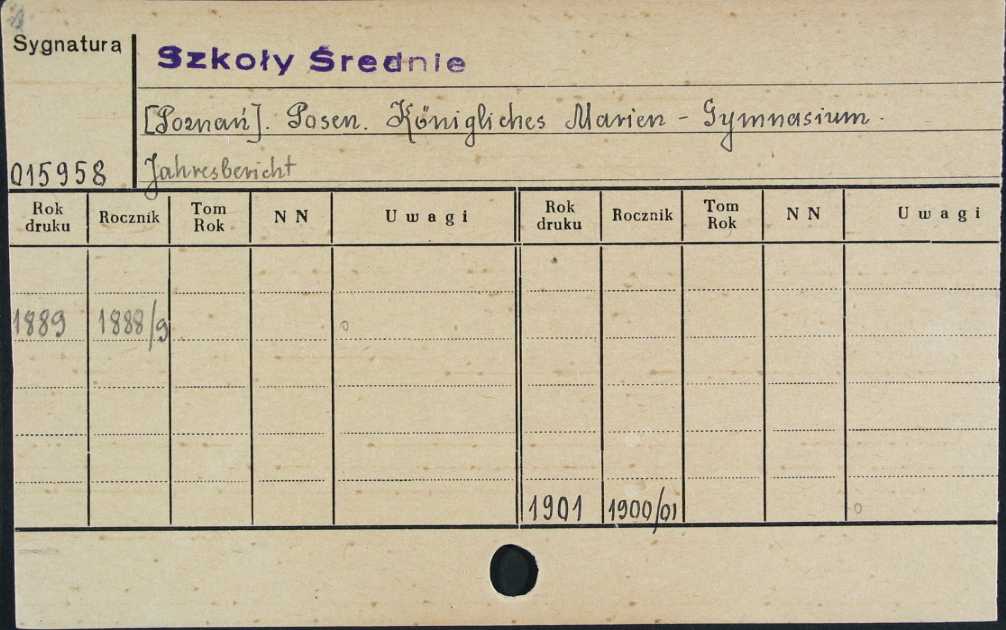 Sygnatura
Szkoły Średnie
[Poznań]. Posen. Königliches Marien - Gymnasium.
015958
Jahresbericht
Rok druku Rocznik Tom Rok N N Uwagi Rok druku Rocznik Tom Rok N N Uwagi
1889 1888/9 o
1901 1900/01 o